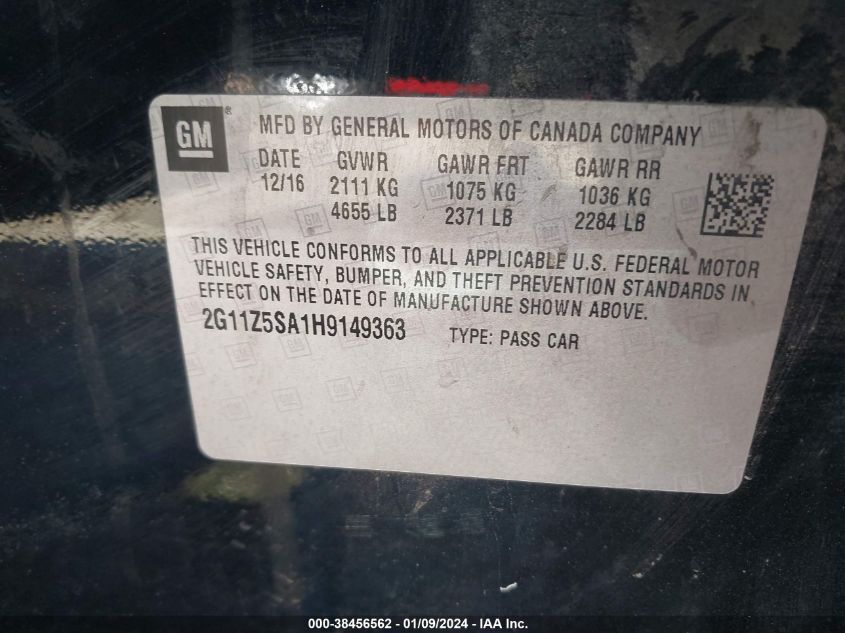 GM®
MFD BY GENERAL MOTORS OF CANADA COMPANY
DATE GVWR GAWR FRT GAWR RR
12/16 2111 KG 1075 KG 1036 KG
4655 LB 2371 LB 2284 LB
THIS VEHICLE CONFORMS TO ALL APPLICABLE U.S. FEDERAL MOTOR
VEHICLE SAFETY, BUMPER, AND THEFT PREVENTION STANDARDS IN
EFFECT ON THE DATE OF MANUFACTURE SHOWN ABOVE.
2G11Z5SA1H9149363 TYPE: PASS CAR
000-38456562 - 01/09/2024 - IAA Inc.